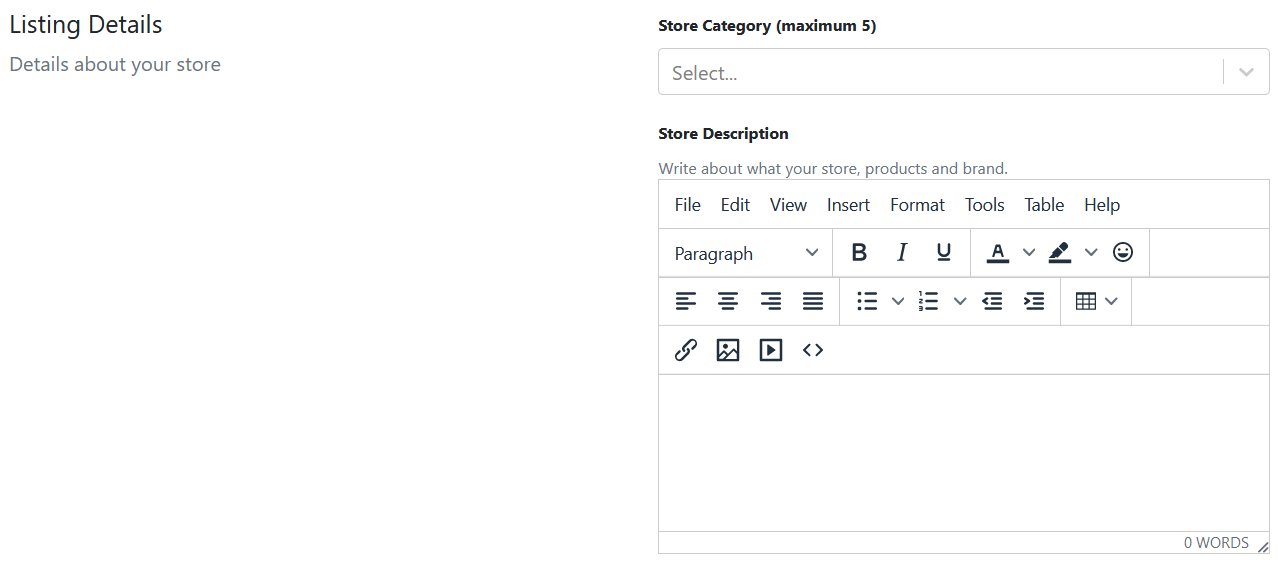 Listing Details
Details about your store
Store Category (maximum 5)
Select...
Store Description
Write about what your store, products and brand.
File Edit View Insert Format Tools Table Help
Paragraph B I U A
0 WORDS